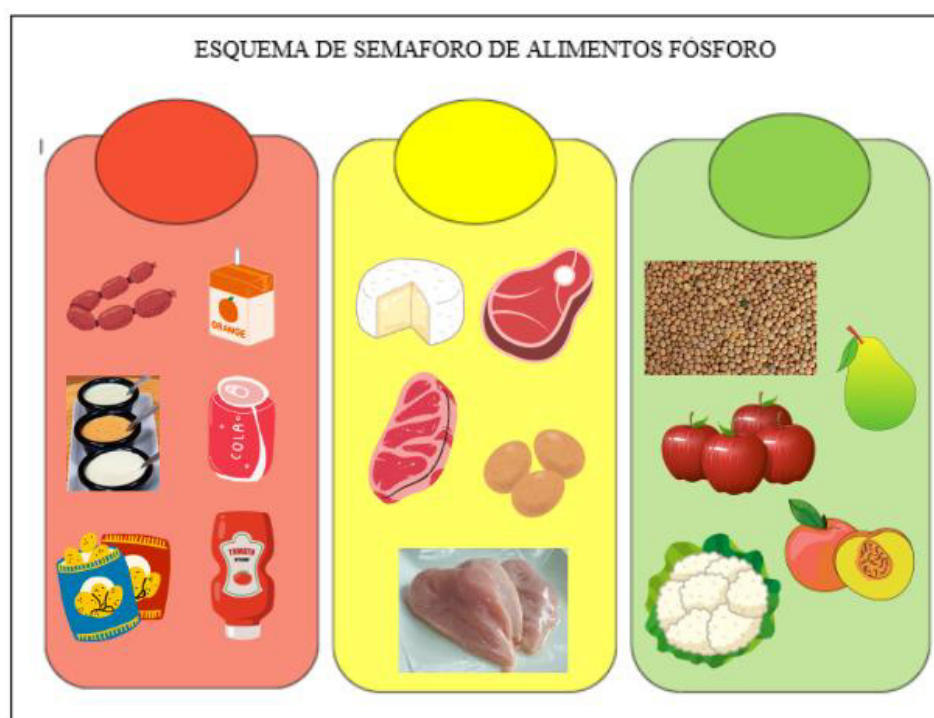 ESQUEMA DE SEMAFORO DE ALIMENTOS FÓSFORO
ORANGE
COLA
TOMATO